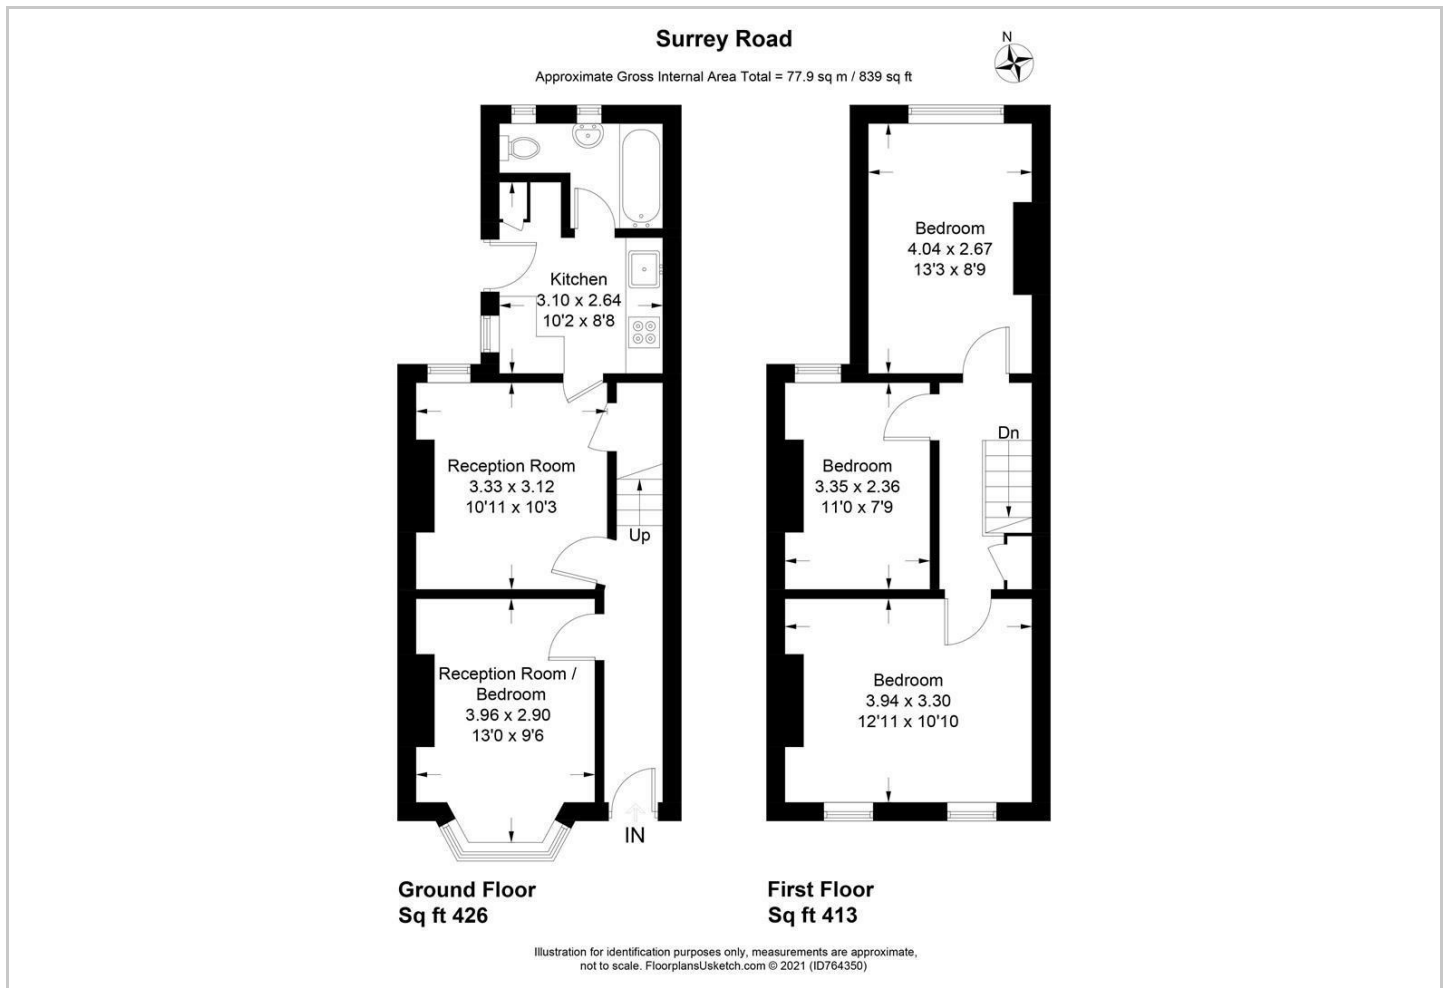 Surrey Road
N
Approximate Gross Internal Area Total = 77.9 sq m / 839 sq ft
Kitchen
3.10 x 2.64
10'2 x 8'8
Reception Room
3.33 x 3.12
10'11 x 10'3
Up
Reception Room /
Bedroom
3.96 x 2.90
13'0 x 9'6
IN
Ground Floor
Sq ft 426
Bedroom
4.04 x 2.67
13'3 x 8'9
Dn
Bedroom
3.35 x 2.36
11'0 x 7'9
Bedroom
3.94 x 3.30
12'11 x 10'10
First Floor
Sq ft 413
Illustration for identification purposes only, measurements are approximate,
not to scale. FloorplansUsketch.com © 2021 (ID764350)